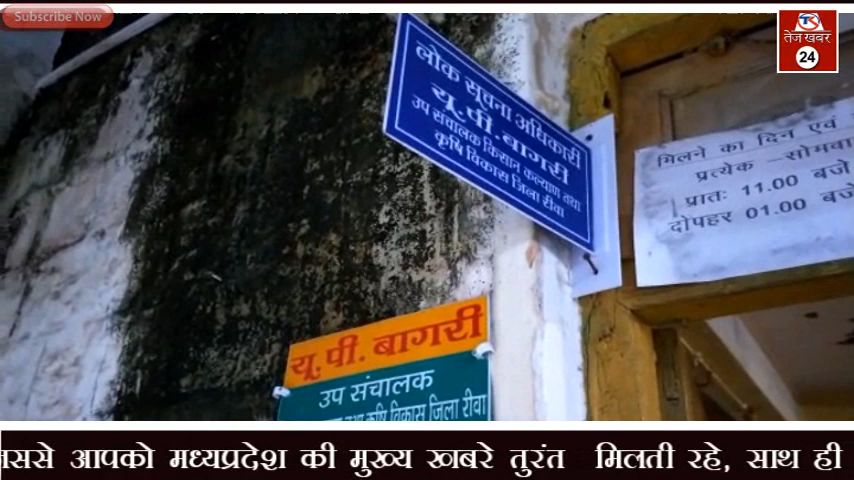 Subscribe Now
तेज खबर
24
लोक सूचना अधिकारी
यू.पी. बागरी
उप संचालक किसान कल्याण तथा
कृषि विकास जिला रीवा
मिलने का दिन एवं
प्रत्येक - सोमवा
प्रातः 11.00 बजे
दोपहर 01.00 बजे
यू.पी. बागरी
उप संचालक
तथा कृषि विकास जिला रीवा
आपको मध्यप्रदेश की मुख्य खबरे तुरंत मिलती रहे, साथ ही